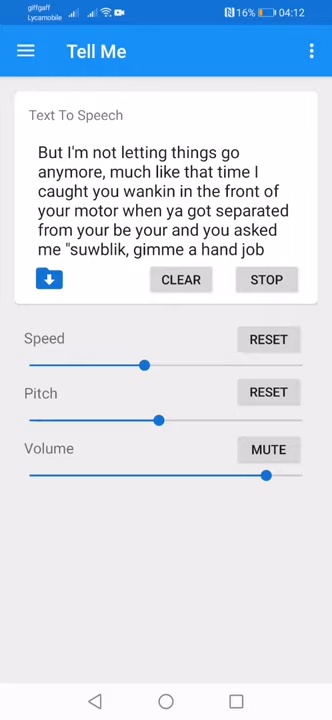 giffgaff
Lycamobile
16% 04:12
Tell Me
Text To Speech
But I'm not letting things go
anymore, much like that time I
caught you wankin in the front of
your motor when ya got separated
from your be your and you asked
me "suwblik, gimme a hand job
CLEAR STOP
Speed RESET
Pitch RESET
Volume MUTE